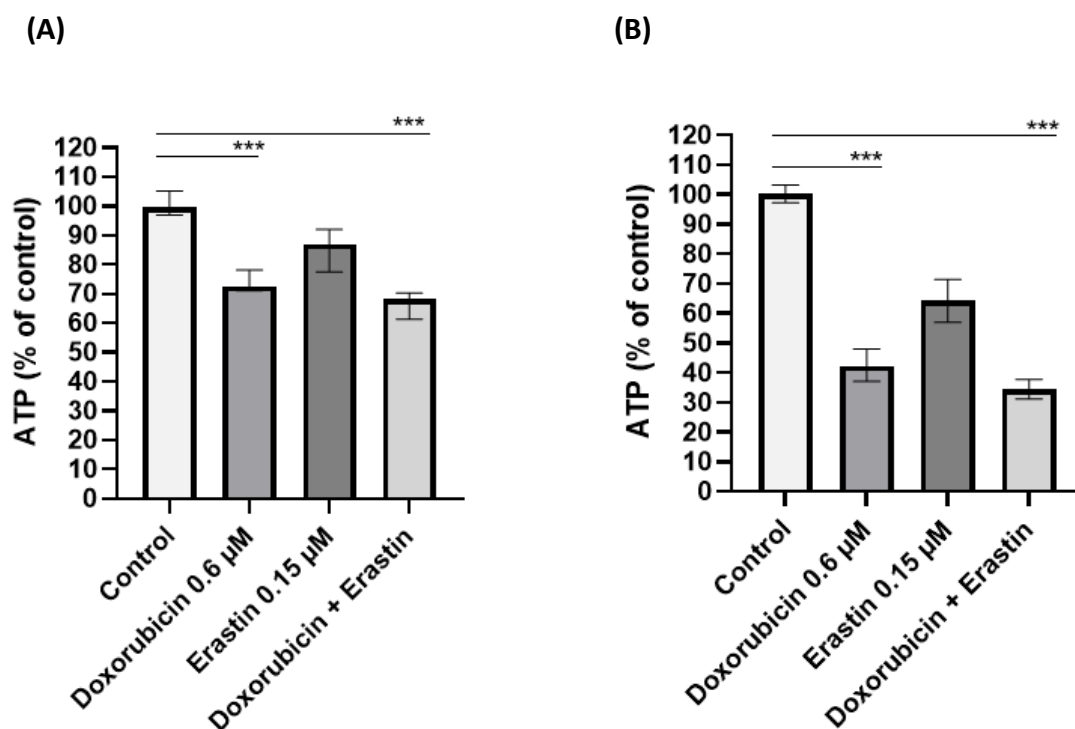 (A)
***
***
ATP (% of control)
120
110
100
90
80
70
60
50
40
30
20
10
0
Control
Doxorubicin 0.6 µM
Erastin 0.15 µM
Doxorubicin + Erastin
(B)
***
***
ATP (% of control)
120
110
100
90
80
70
60
50
40
30
20
10
0
Control
Doxorubicin 0.6 µM
Erastin 0.15 µM
Doxorubicin + Erastin